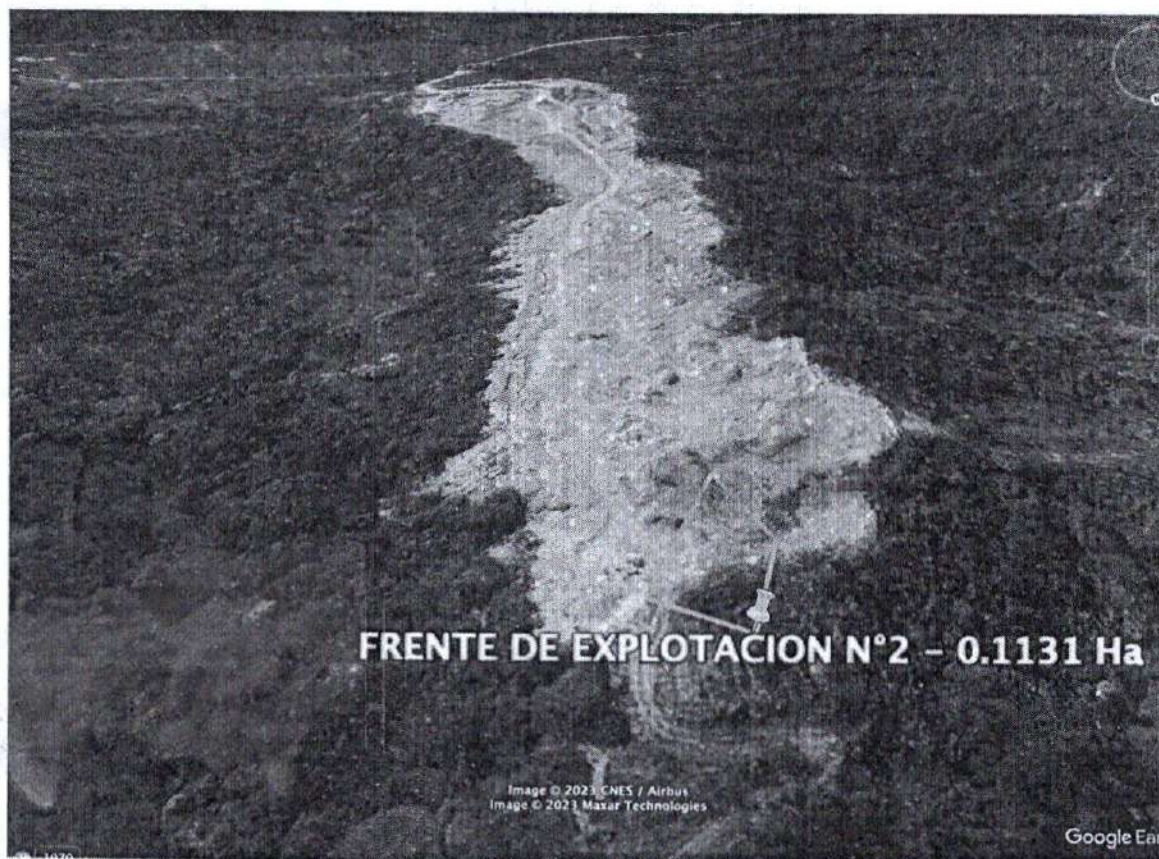 FRENTE DE EXPLOTACION N°2 – 0.1131 Ha
Image © 2023 CNES / Airbus
Image © 2023 Maxar Technologies
Google Ear